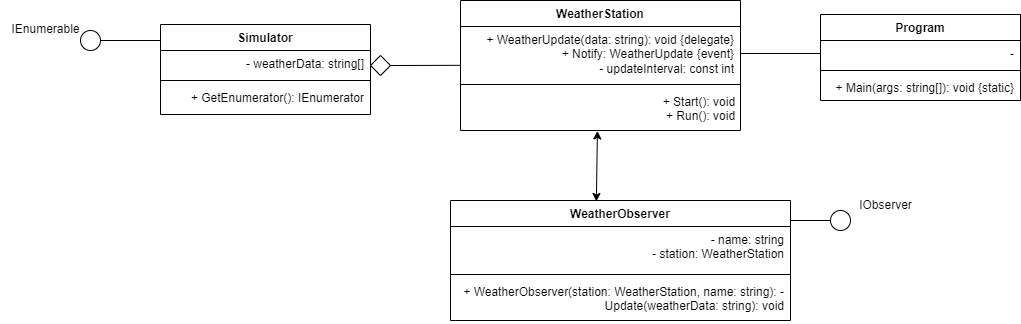 IEnumerable
Simulator
- weatherData: string[]
+ GetEnumerator(): IEnumerator
WeatherStation
+ WeatherUpdate(data: string): void {delegate}
+ Notify: WeatherUpdate {event}
- updateInterval: const int
+ Start(): void
+ Run(): void
Program
-
+ Main(args: string[]): void {static}
WeatherObserver
- name: string
- station: WeatherStation
+ WeatherObserver(station: WeatherStation, name: string): -
Update(weatherData: string): void
IObserver